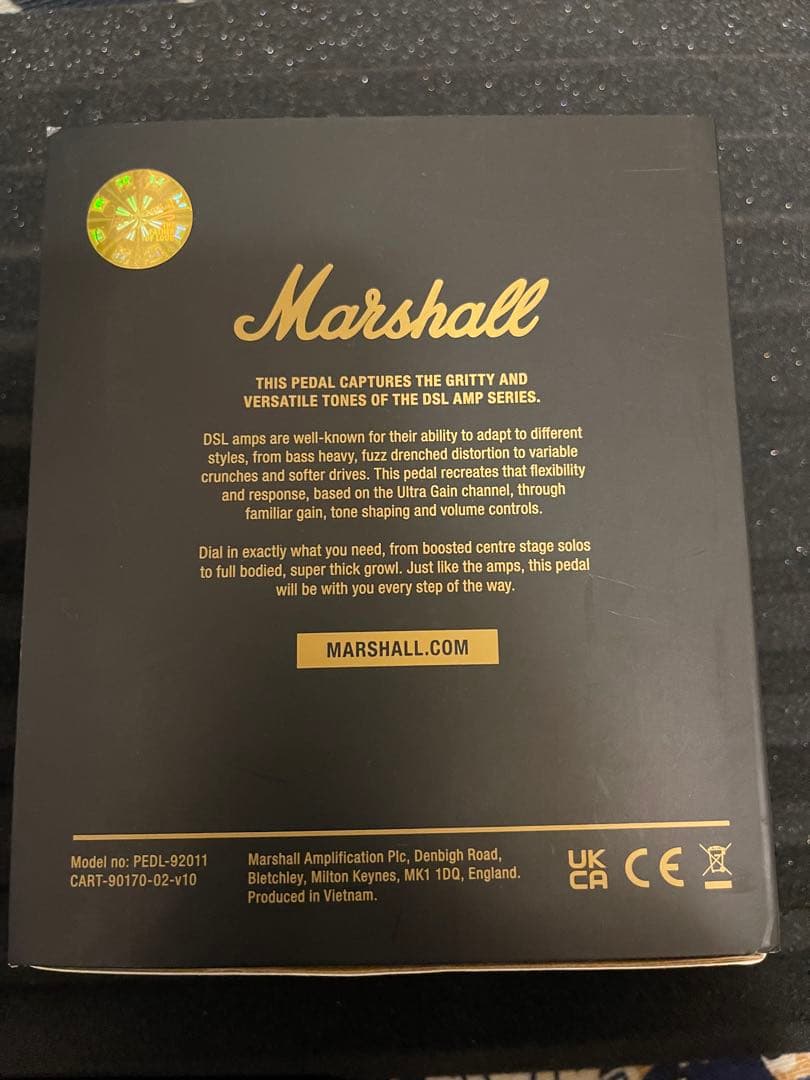 Marshall
THIS PEDAL CAPTURES THE GRITTY AND
VERSATILE TONES OF THE DSL AMP SERIES.
DSL amps are well-known for their ability to adapt to different
styles, from bass heavy, fuzz drenched distortion to variable
crunches and softer drives. This pedal recreates that flexibility
and response, based on the Ultra Gain channel, through
familiar gain, tone shaping and volume controls.
Dial in exactly what you need, from boosted centre stage solos
to full bodied, super thick growl. Just like the amps, this pedal
will be with you every step of the way.
MARSHALL.COM
Model no: PEDL-92011
CART-90170-02-v10
Marshall Amplification Plc, Denbigh Road,
Bletchley, Milton Keynes, MK1 1DQ, England.
Produced in Vietnam.
UK
CA
CE